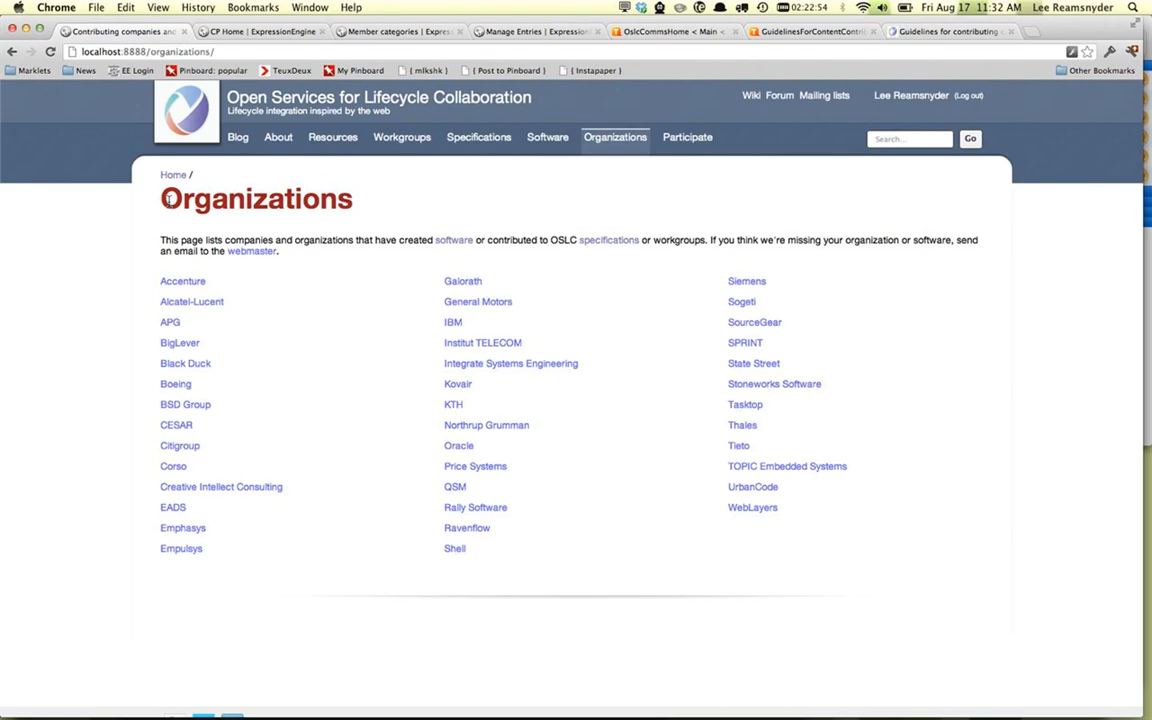 Chrome File Edit View History Bookmarks Window Help 02:22:54 Fri Aug 17 11:32 AM Lee Reamsnyder
Contributing companies and CP Home | ExpressionEngine Member categories | Express Manage Entries | Expression OslcCommsHome < Main < GuidelinesForContentContrib Guidelines for contributing c
localhost:8888/organizations/
Marklets News EE Login Pinboard: popular TeuxDeux My Pinboard { mlkshk } { Post to Pinboard } { Instapaper } Other Bookmarks
Open Services for Lifecycle Collaboration
Lifecycle integration inspired by the web
Wiki Forum Mailing lists Lee Reamsnyder (Log out)
Blog About Resources Workgroups Specifications Software Organizations Participate Search... Go
Home /
Organizations
This page lists companies and organizations that have created software or contributed to OSLC specifications or workgroups. If you think we're missing your organization or software, send
an email to the webmaster.
Accenture
Alcatel-Lucent
APG
BigLever
Black Duck
Boeing
BSD Group
CESAR
Citigroup
Corso
Creative Intellect Consulting
EADS
Emphasys
Empulsys
Galorath
General Motors
IBM
Institut TELECOM
Integrate Systems Engineering
Kovair
KTH
Northrup Grumman
Oracle
Price Systems
QSM
Rally Software
Ravenflow
Shell
Siemens
Sogeti
SourceGear
SPRINT
State Street
Stoneworks Software
Tasktop
Thales
Tieto
TOPIC Embedded Systems
UrbanCode
WebLayers